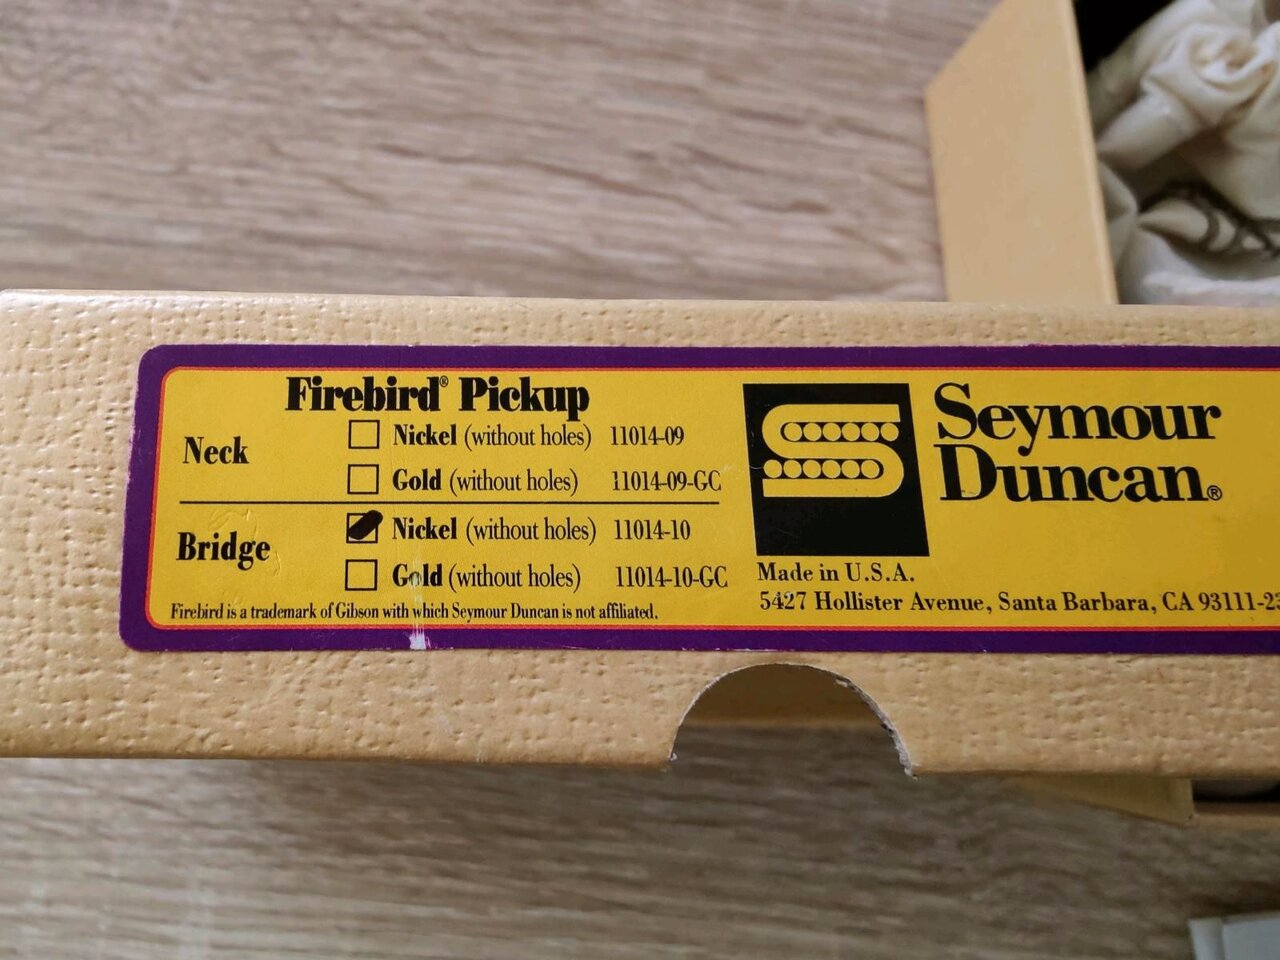 Firebird® Pickup
Neck
Nickel (without holes) 11014-09
Gold (without holes) 11014-09-GC
Bridge
Nickel (without holes) 11014-10
Gold (without holes) 11014-10-GC
Firebird is a trademark of Gibson with which Seymour Duncan is not affiliated.
Seymour
Duncan®
Made in U.S.A.
5427 Hollister Avenue, Santa Barbara, CA 93111-23